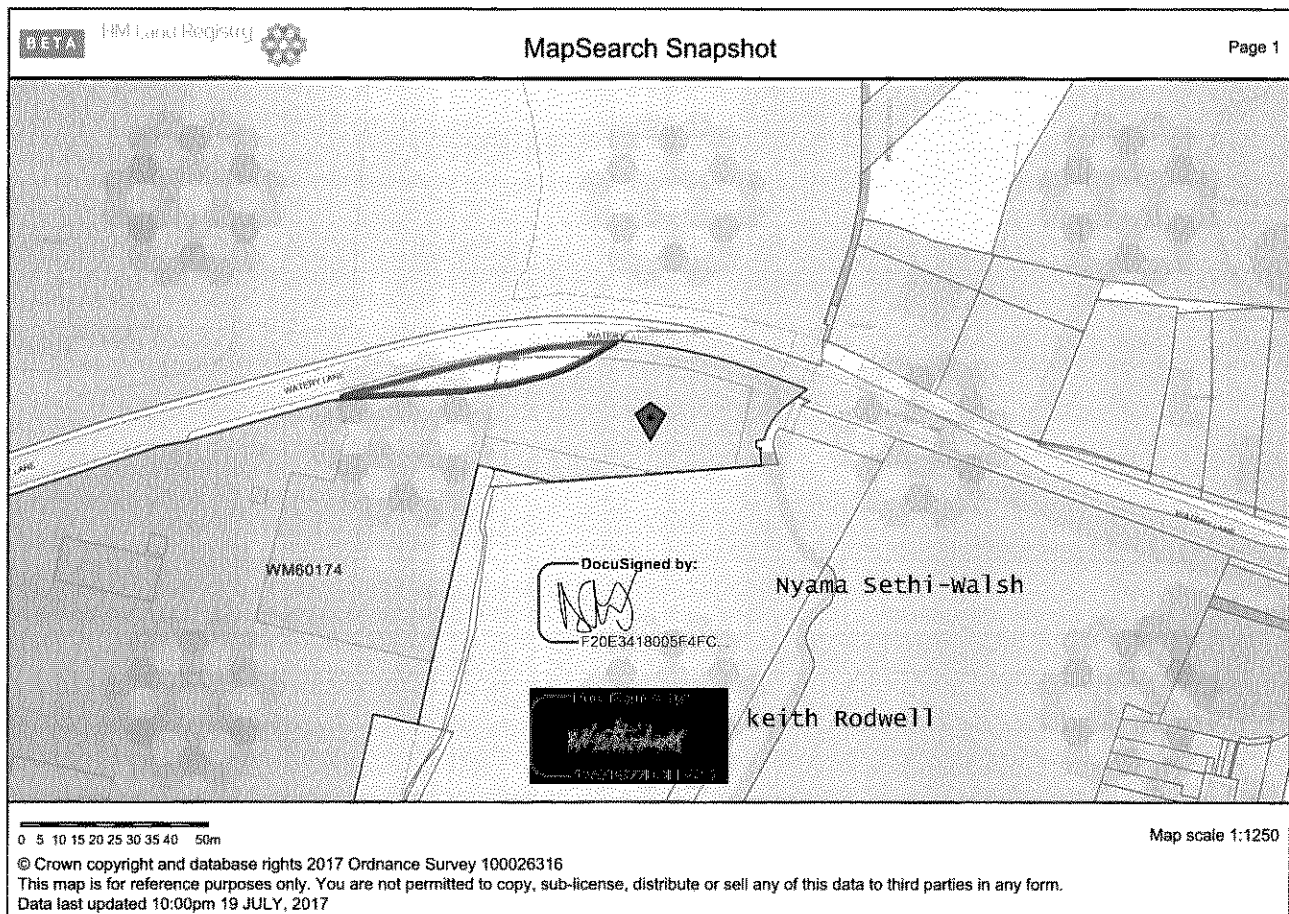 BETA HM Land Registry
MapSearch Snapshot
Page 1
WATERY
WATERY LANE
LANE
WATERY LANE
WM60174
DocuSigned by:
F20E3418005F4FC...
Nyama Sethi-Walsh
DocuSigned by:
keith Rodwell
0 5 10 15 20 25 30 35 40 50m
Map scale 1:1250
© Crown copyright and database rights 2017 Ordnance Survey 100026316
This map is for reference purposes only. You are not permitted to copy, sub-license, distribute or sell any of this data to third parties in any form.
Data last updated 10:00pm 19 JULY, 2017